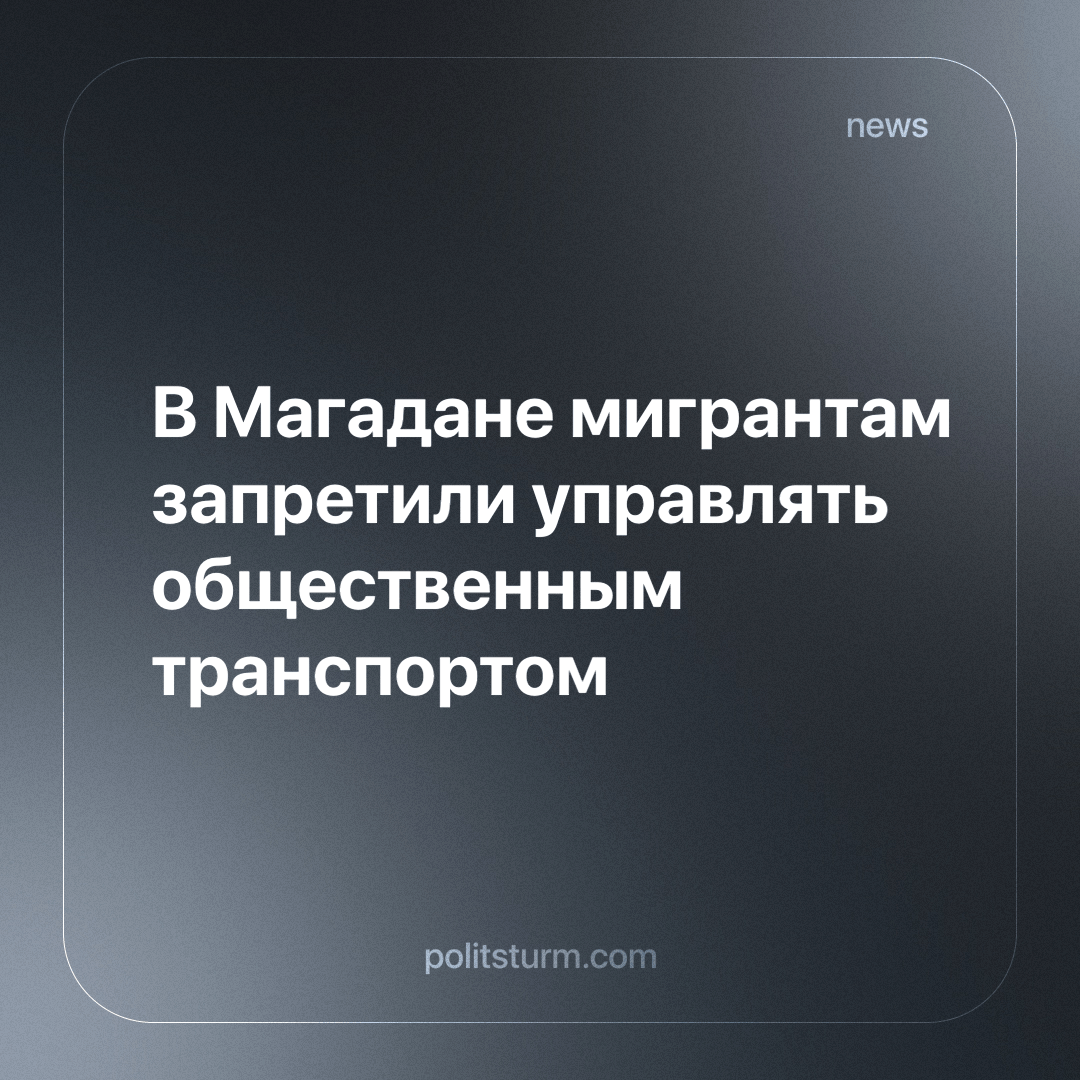 news
В Магадане мигрантам
запретили управлять
общественным
транспортом
politsturm.com